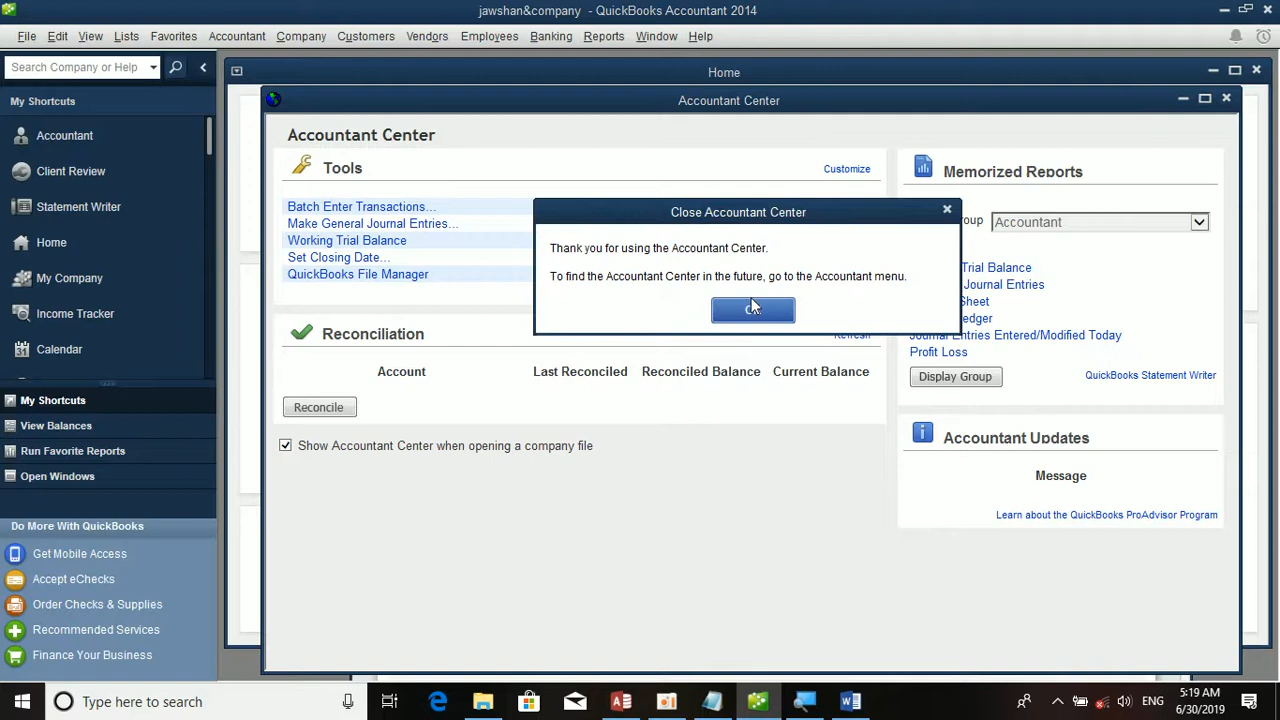 jawshan&company - QuickBooks Accountant 2014
File Edit View Lists Favorites Accountant Company Customers Vendors Employees Banking Reports Window Help
Search Company or Help
My Shortcuts
Accountant
Client Review
Statement Writer
Home
My Company
Income Tracker
Calendar
My Shortcuts
View Balances
Run Favorite Reports
Open Windows
Do More With QuickBooks
Get Mobile Access
Accept eChecks
Order Checks & Supplies
Recommended Services
Finance Your Business
Home
Accountant Center
Accountant Center
Tools
Customize
Batch Enter Transactions...
Make General Journal Entries...
Working Trial Balance
Set Closing Date...
QuickBooks File Manager
Close Accountant Center
Thank you for using the Accountant Center.
To find the Accountant Center in the future, go to the Accountant menu.
Reconciliation
Refresh
Account Last Reconciled Reconciled Balance Current Balance
Reconcile
Show Accountant Center when opening a company file
Memorized Reports
Accountant
Trial Balance
Journal Entries
Journal Entries Entered/Modified Today
Profit Loss
Display Group
QuickBooks Statement Writer
Accountant Updates
Message
Learn about the QuickBooks ProAdvisor Program
Type here to search
ENG
5:19 AM
6/30/2019